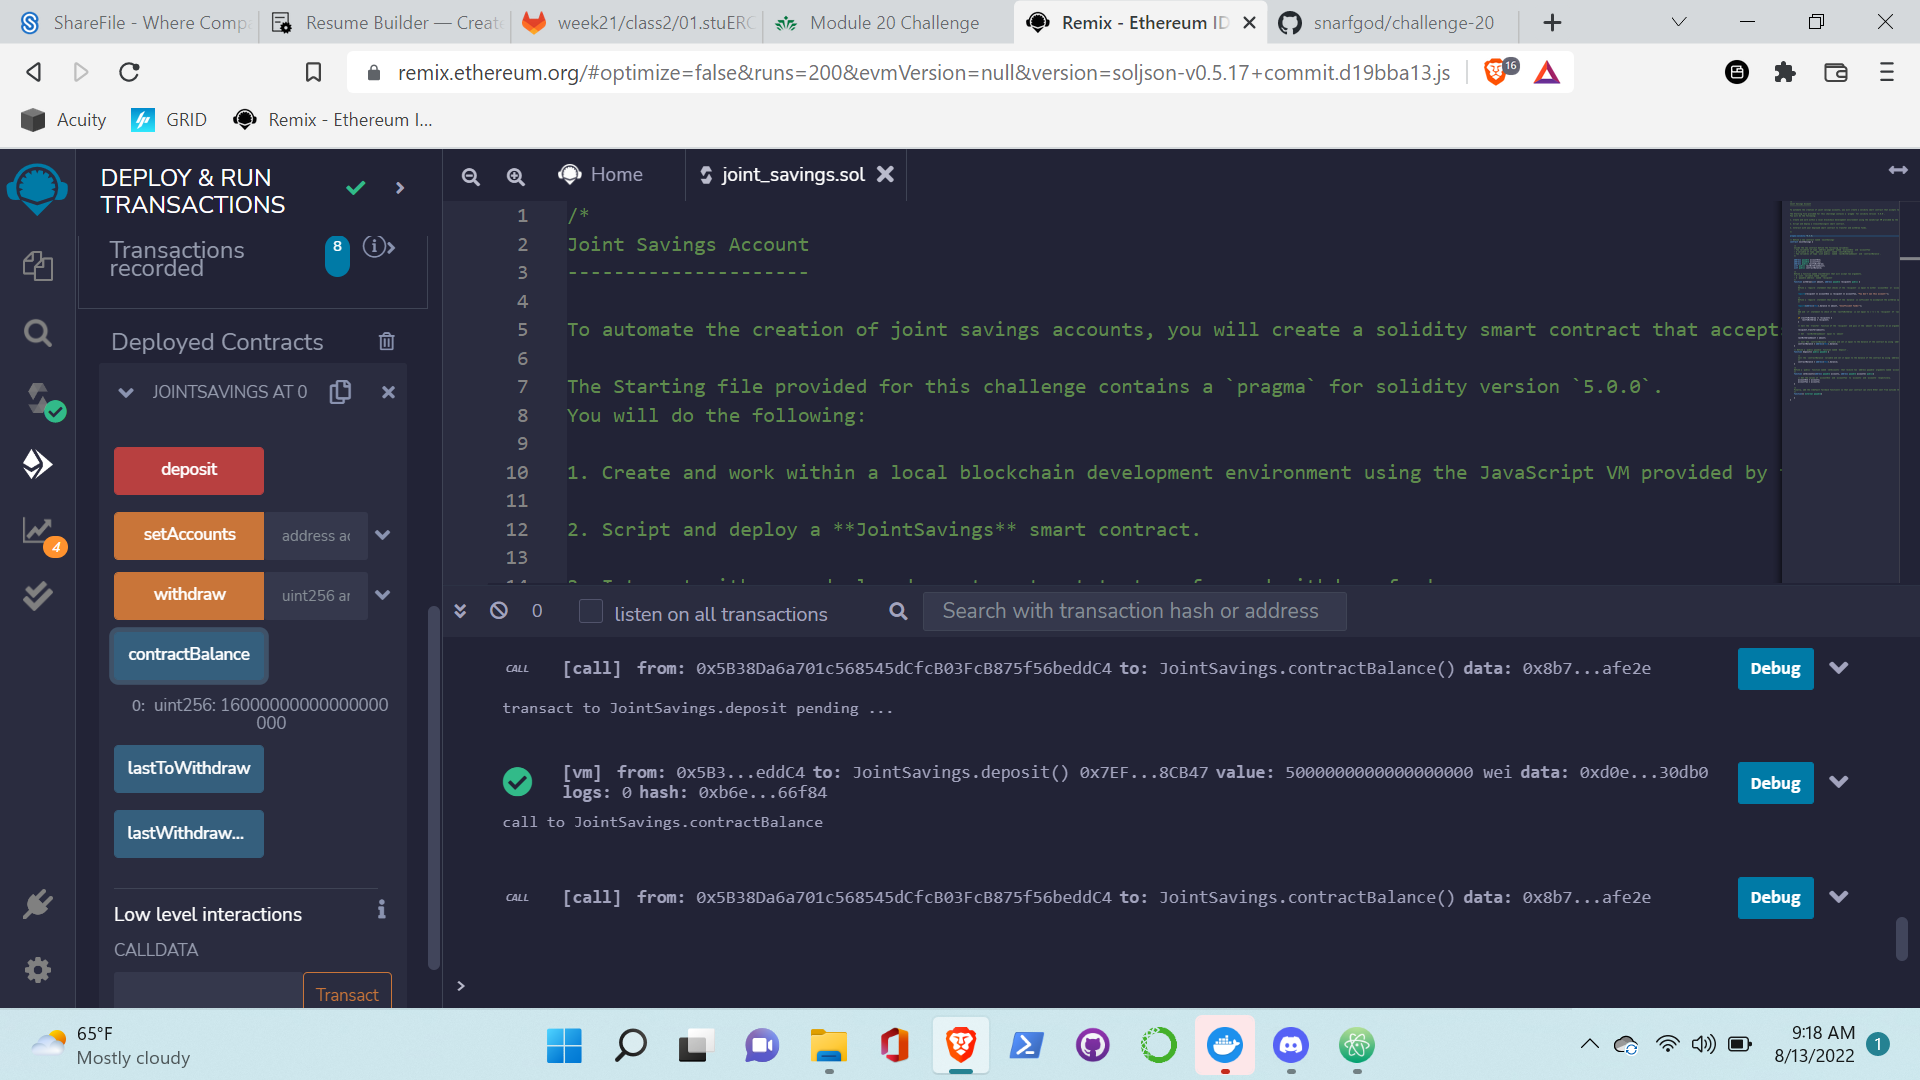 ShareFile - Where Compa
Resume Builder — Create
week21/class2/01.stuERC
Module 20 Challenge
Remix - Ethereum ID
snarfgod/challenge-20
remix.ethereum.org/#optimize=false&runs=200&evmVersion=null&version=soljson-v0.5.17+commit.d19bba13.js
16
Acuity
GRID
Remix - Ethereum I...
DEPLOY & RUN
TRANSACTIONS
Transactions
recorded
8
Deployed Contracts
JOINTSAVINGS AT 0
deposit
setAccounts
address ac
withdraw
uint256 ar
contractBalance
0: uint256: 16000000000000000
000
lastToWithdraw
lastWithdraw...
Low level interactions
CALLDATA
Transact
4
Home
joint_savings.sol
1 /*
2 Joint Savings Account
3 ---------------------
4
5 To automate the creation of joint savings accounts, you will create a solidity smart contract that accept
6
7 The Starting file provided for this challenge contains a `pragma` for solidity version `5.0.0`.
8 You will do the following:
9
10 1. Create and work within a local blockchain development environment using the JavaScript VM provided by
11
12 2. Script and deploy a **JointSavings** smart contract.
13
0
listen on all transactions
Search with transaction hash or address
CALL [call] from: 0x5B38Da6a701c568545dCfcB03FcB875f56beddC4 to: JointSavings.contractBalance() data: 0x8b7...afe2e
Debug
transact to JointSavings.deposit pending ...
[vm] from: 0x5B3...eddC4 to: JointSavings.deposit() 0x7EF...8CB47 value: 5000000000000000000 wei data: 0xd0e...30db0
logs: 0 hash: 0xb6e...66f84
Debug
call to JointSavings.contractBalance
CALL [call] from: 0x5B38Da6a701c568545dCfcB03FcB875f56beddC4 to: JointSavings.contractBalance() data: 0x8b7...afe2e
Debug
>
65°F
Mostly cloudy
9:18 AM
8/13/2022
1